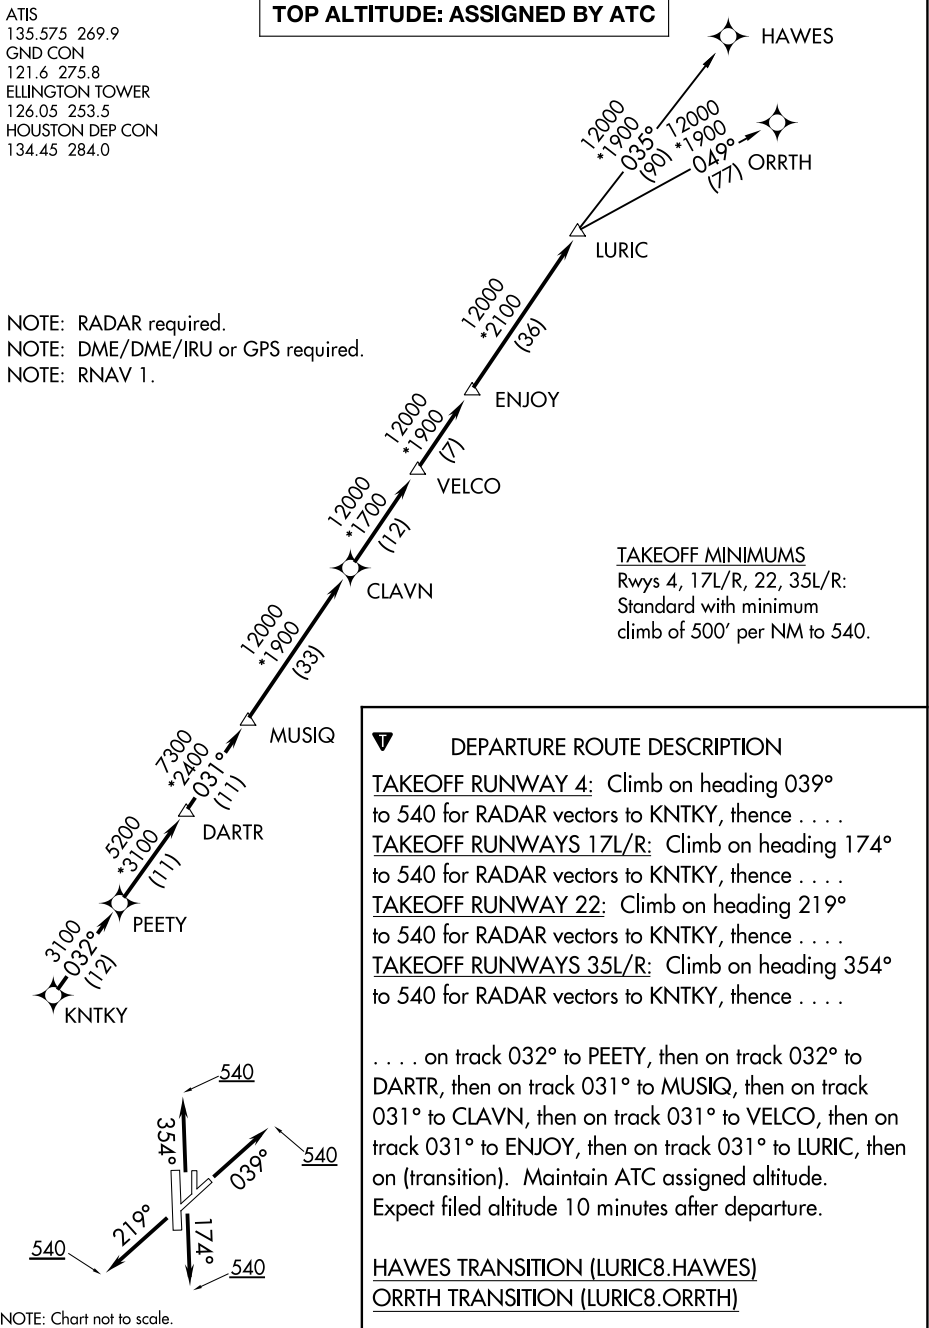 ATIS
135.575 269.9
GND CON
121.6 275.8
ELLINGTON TOWER
126.05 253.5
HOUSTON DEP CON
134.45 284.0
TOP ALTITUDE: ASSIGNED BY ATC
HAWES
12000
*1900
035°
(90)
12000
*1900
049°
(77)
ORRTH
LURIC
12000
*2100
(36)
NOTE: RADAR required.
NOTE: DME/DME/IRU or GPS required.
NOTE: RNAV 1.
ENJOY
12000
*1900
(7)
VELCO
12000
*1700
(12)
CLAVN
TAKEOFF MINIMUMS
Rwys 4, 17L/R, 22, 35L/R:
Standard with minimum
climb of 500' per NM to 540.
12000
*1900
(33)
MUSIQ
7300
*2400
031°
(11)
DARTR
5200
*3100
(11)
PEETY
3100
032°
(12)
KNTKY
T
DEPARTURE ROUTE DESCRIPTION
TAKEOFF RUNWAY 4: Climb on heading 039°
to 540 for RADAR vectors to KNTKY, thence . . . .
TAKEOFF RUNWAYS 17L/R: Climb on heading 174°
to 540 for RADAR vectors to KNTKY, thence . . . .
TAKEOFF RUNWAY 22: Climb on heading 219°
to 540 for RADAR vectors to KNTKY, thence . . . .
TAKEOFF RUNWAYS 35L/R: Climb on heading 354°
to 540 for RADAR vectors to KNTKY, thence . . . .
. . . . on track 032° to PEETY, then on track 032° to
DARTR, then on track 031° to MUSIQ, then on track
031° to CLAVN, then on track 031° to VELCO, then on
track 031° to ENJOY, then on track 031° to LURIC, then
on (transition). Maintain ATC assigned altitude.
Expect filed altitude 10 minutes after departure.
HAWES TRANSITION (LURIC8.HAWES)
ORRTH TRANSITION (LURIC8.ORRTH)
540
354°
039°
540
219°
174°
540
540
NOTE: Chart not to scale.